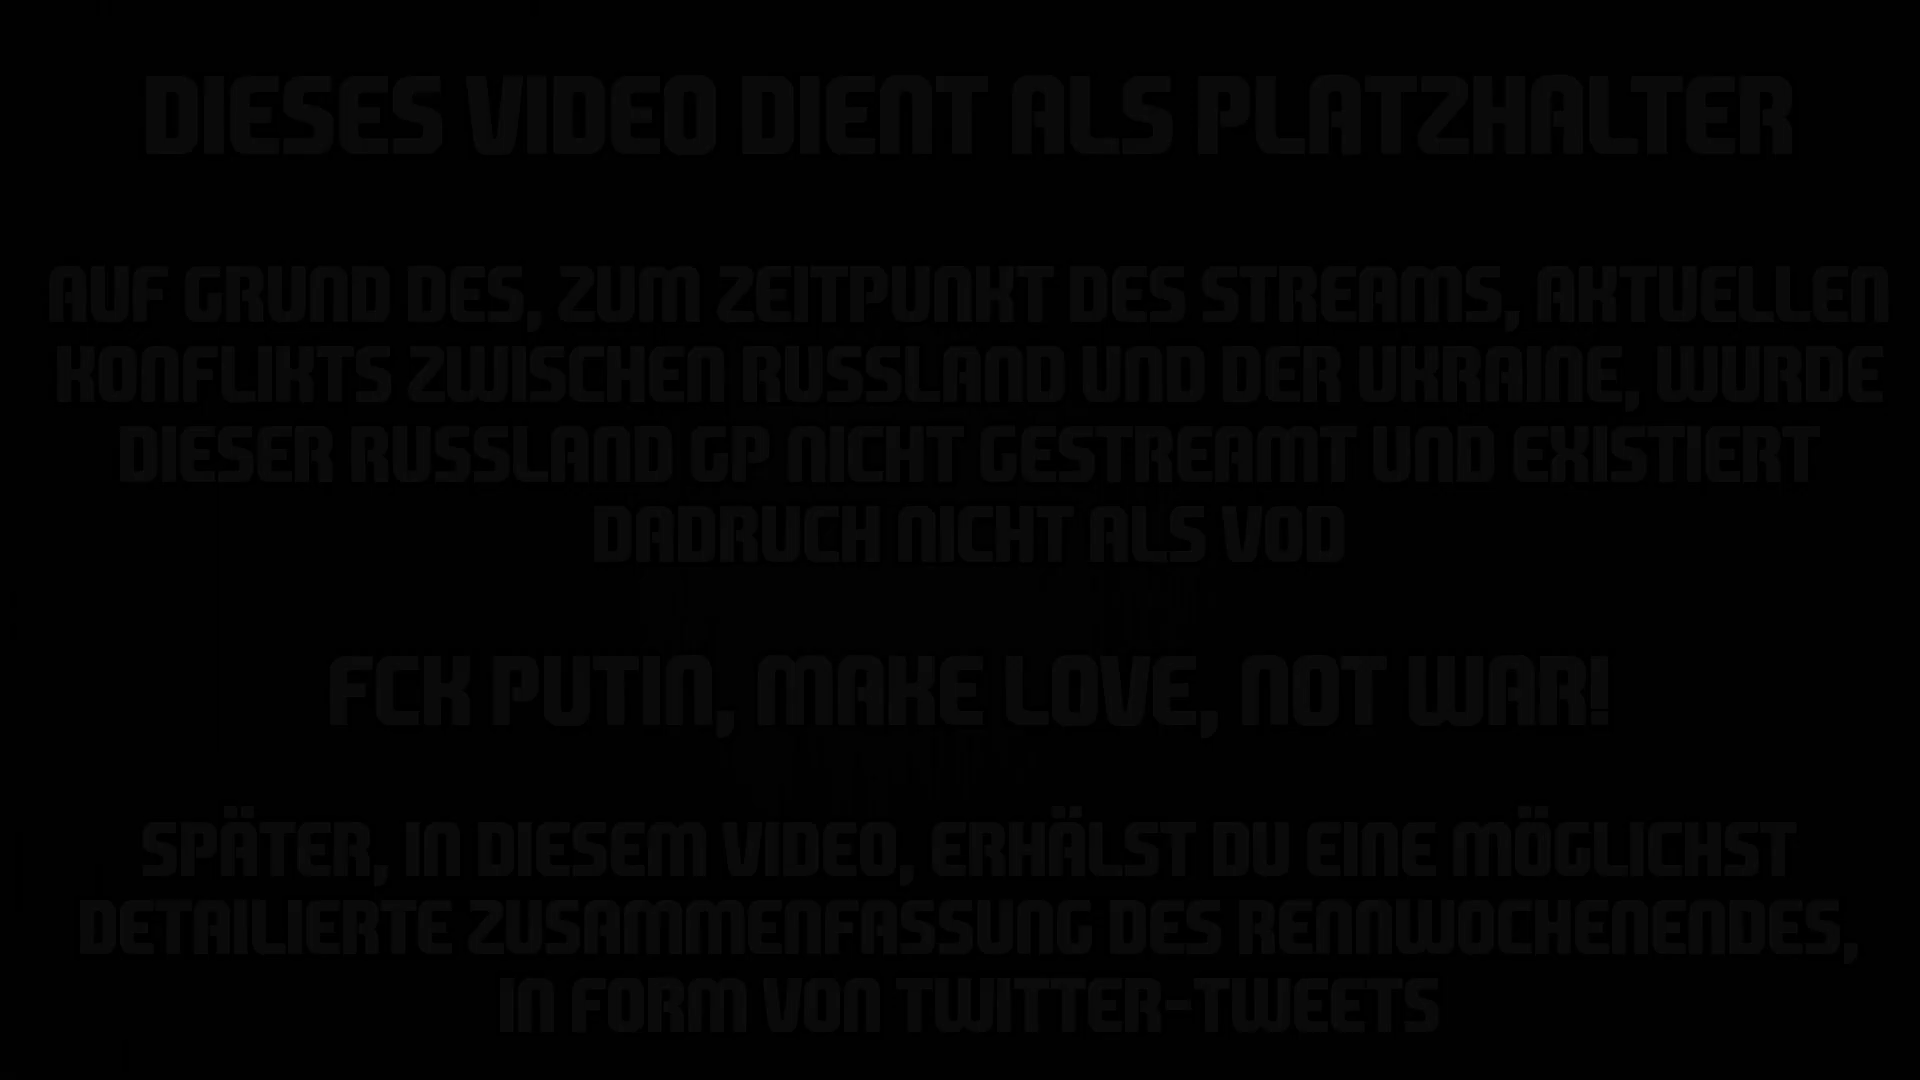 DIESES VIDEO DIENT ALS PLATZHALTER
AUF GRUND DES, ZUM ZEITPUNKT DES STREAMS, AKTUELLEN
KONFLIKTS ZWISCHEN RUSSLAND UND DER UKRAINE, WURDE
DIESER RUSSLAND GP NICHT GESTREAMT UND EXISTIERT
DADRUCH NICHT ALS VOD
FCK PUTIN, MAKE LOVE, NOT WAR!
SPÄTER, IN DIESEM VIDEO, ERHÄLST DU EINE MÖGLICHST
DETAILIERTE ZUSAMMENFASSUNG DES RENNWOCHENENDES,
IN FORM VON TWITTER-TWEETS